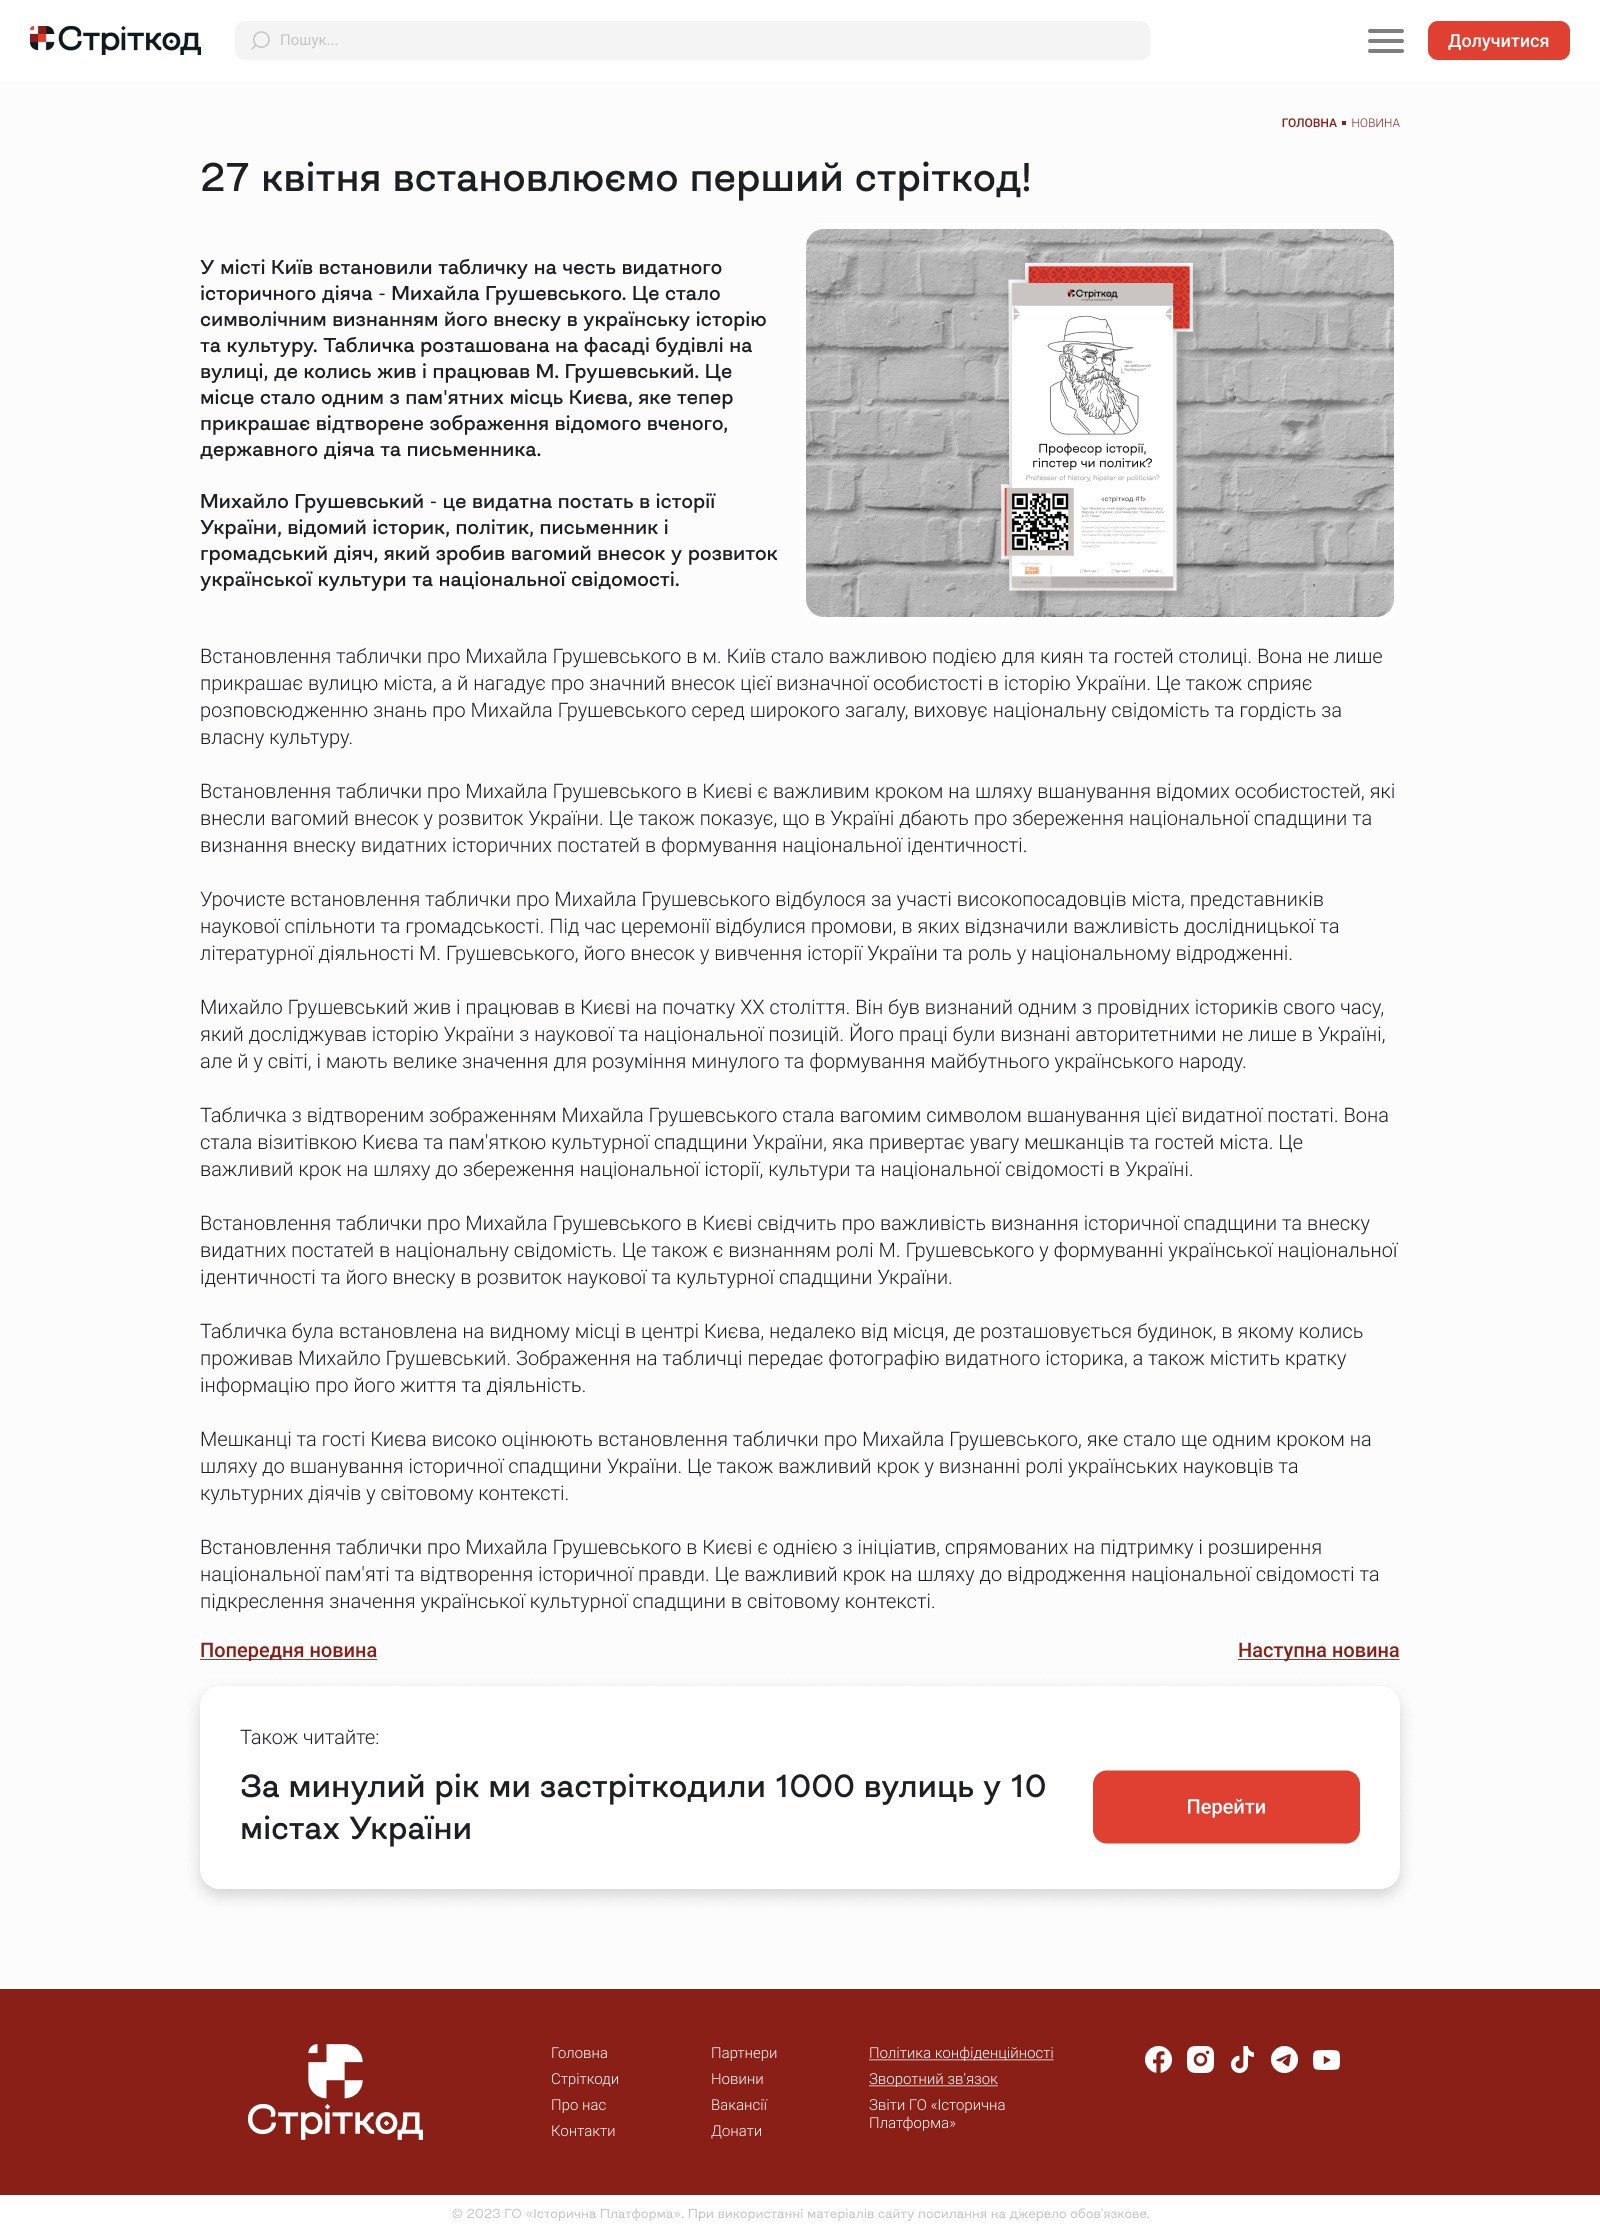 Стріткод
Пошук...
Долучитися
ГОЛОВНА ▪ НОВИНА
27 квітня встановлюємо перший стріткод!
У місті Київ встановили табличку на честь видатного
історичного діяча - Михайла Грушевського. Це стало
символічним визнанням його внеску в українську історію
та культуру. Табличка розташована на фасаді будівлі на
вулиці, де колись жив і працював М. Грушевський. Це
місце стало одним з пам'ятних місць Києва, яке тепер
прикрашає відтворене зображення відомого вченого,
державного діяча та письменника.
Михайло Грушевський - це видатна постать в історії
України, відомий історик, політик, письменник і
громадський діяч, який зробив вагомий внесок у розвиток
української культури та національної свідомості.
Стріткод
Професор історії,
гіпстер чи політик?
Professor of history, hipster or politician?
‹стріткод #1›
Встановлення таблички про Михайла Грушевського в м. Київ стало важливою подією для киян та гостей столиці. Вона не лише
прикрашає вулицю міста, а й нагадує про значний внесок цієї визначної особистості в історію України. Це також сприяє
розповсюдженню знань про Михайла Грушевського серед широкого загалу, виховує національну свідомість та гордість за
власну культуру.
Встановлення таблички про Михайла Грушевського в Києві є важливим кроком на шляху вшанування відомих особистостей, які
внесли вагомий внесок у розвиток України. Це також показує, що в Україні дбають про збереження національної спадщини та
визнання внеску видатних історичних постатей в формування національної ідентичності.
Урочисте встановлення таблички про Михайла Грушевського відбулося за участі високопосадовців міста, представників
наукової спільноти та громадськості. Під час церемонії відбулися промови, в яких відзначили важливість дослідницької та
літературної діяльності М. Грушевського, його внесок у вивчення історії України та роль у національному відродженні.
Михайло Грушевський жив і працював в Києві на початку XX століття. Він був визнаний одним з провідних істориків свого часу,
який досліджував історію України з наукової та національної позицій. Його праці були визнані авторитетними не лише в Україні,
але й у світі, і мають велике значення для розуміння минулого та формування майбутнього українського народу.
Табличка з відтвореним зображенням Михайла Грушевського стала вагомим символом вшанування цієї видатної постаті. Вона
стала візитівкою Києва та пам'яткою культурної спадщини України, яка привертає увагу мешканців та гостей міста. Це
важливий крок на шляху до збереження національної історії, культури та національної свідомості в Україні.
Встановлення таблички про Михайла Грушевського в Києві свідчить про важливість визнання історичної спадщини та внеску
видатних постатей в національну свідомість. Це також є визнанням ролі М. Грушевського у формуванні української національної
ідентичності та його внеску в розвиток наукової та культурної спадщини України.
Табличка була встановлена на видному місці в центрі Києва, недалеко від місця, де розташовується будинок, в якому колись
проживав Михайло Грушевський. Зображення на табличці передає фотографію видатного історика, а також містить кратку
інформацію про його життя та діяльність.
Мешканці та гості Києва високо оцінюють встановлення таблички про Михайла Грушевського, яке стало ще одним кроком на
шляху до вшанування історичної спадщини України. Це також важливий крок у визнанні ролі українських науковців та
культурних діячів у світовому контексті.
Встановлення таблички про Михайла Грушевського в Києві є однією з ініціатив, спрямованих на підтримку і розширення
національної пам'яті та відтворення історичної правди. Це важливий крок на шляху до відродження національної свідомості та
підкреслення значення української культурної спадщини в світовому контексті.
Попередня новина
Наступна новина
Також читайте:
За минулий рік ми застріткодили 1000 вулиць у 10
містах України
Перейти
Стріткод
Головна
Стріткоди
Про нас
Контакти
Партнери
Новини
Вакансії
Донати
Політика конфіденційності
Зворотний зв'язок
Звіти ГО «Історична
Платформа»
© 2023 ГО «Історична Платформа». При використанні матеріалів сайту посилання на джерело обов'язкове.